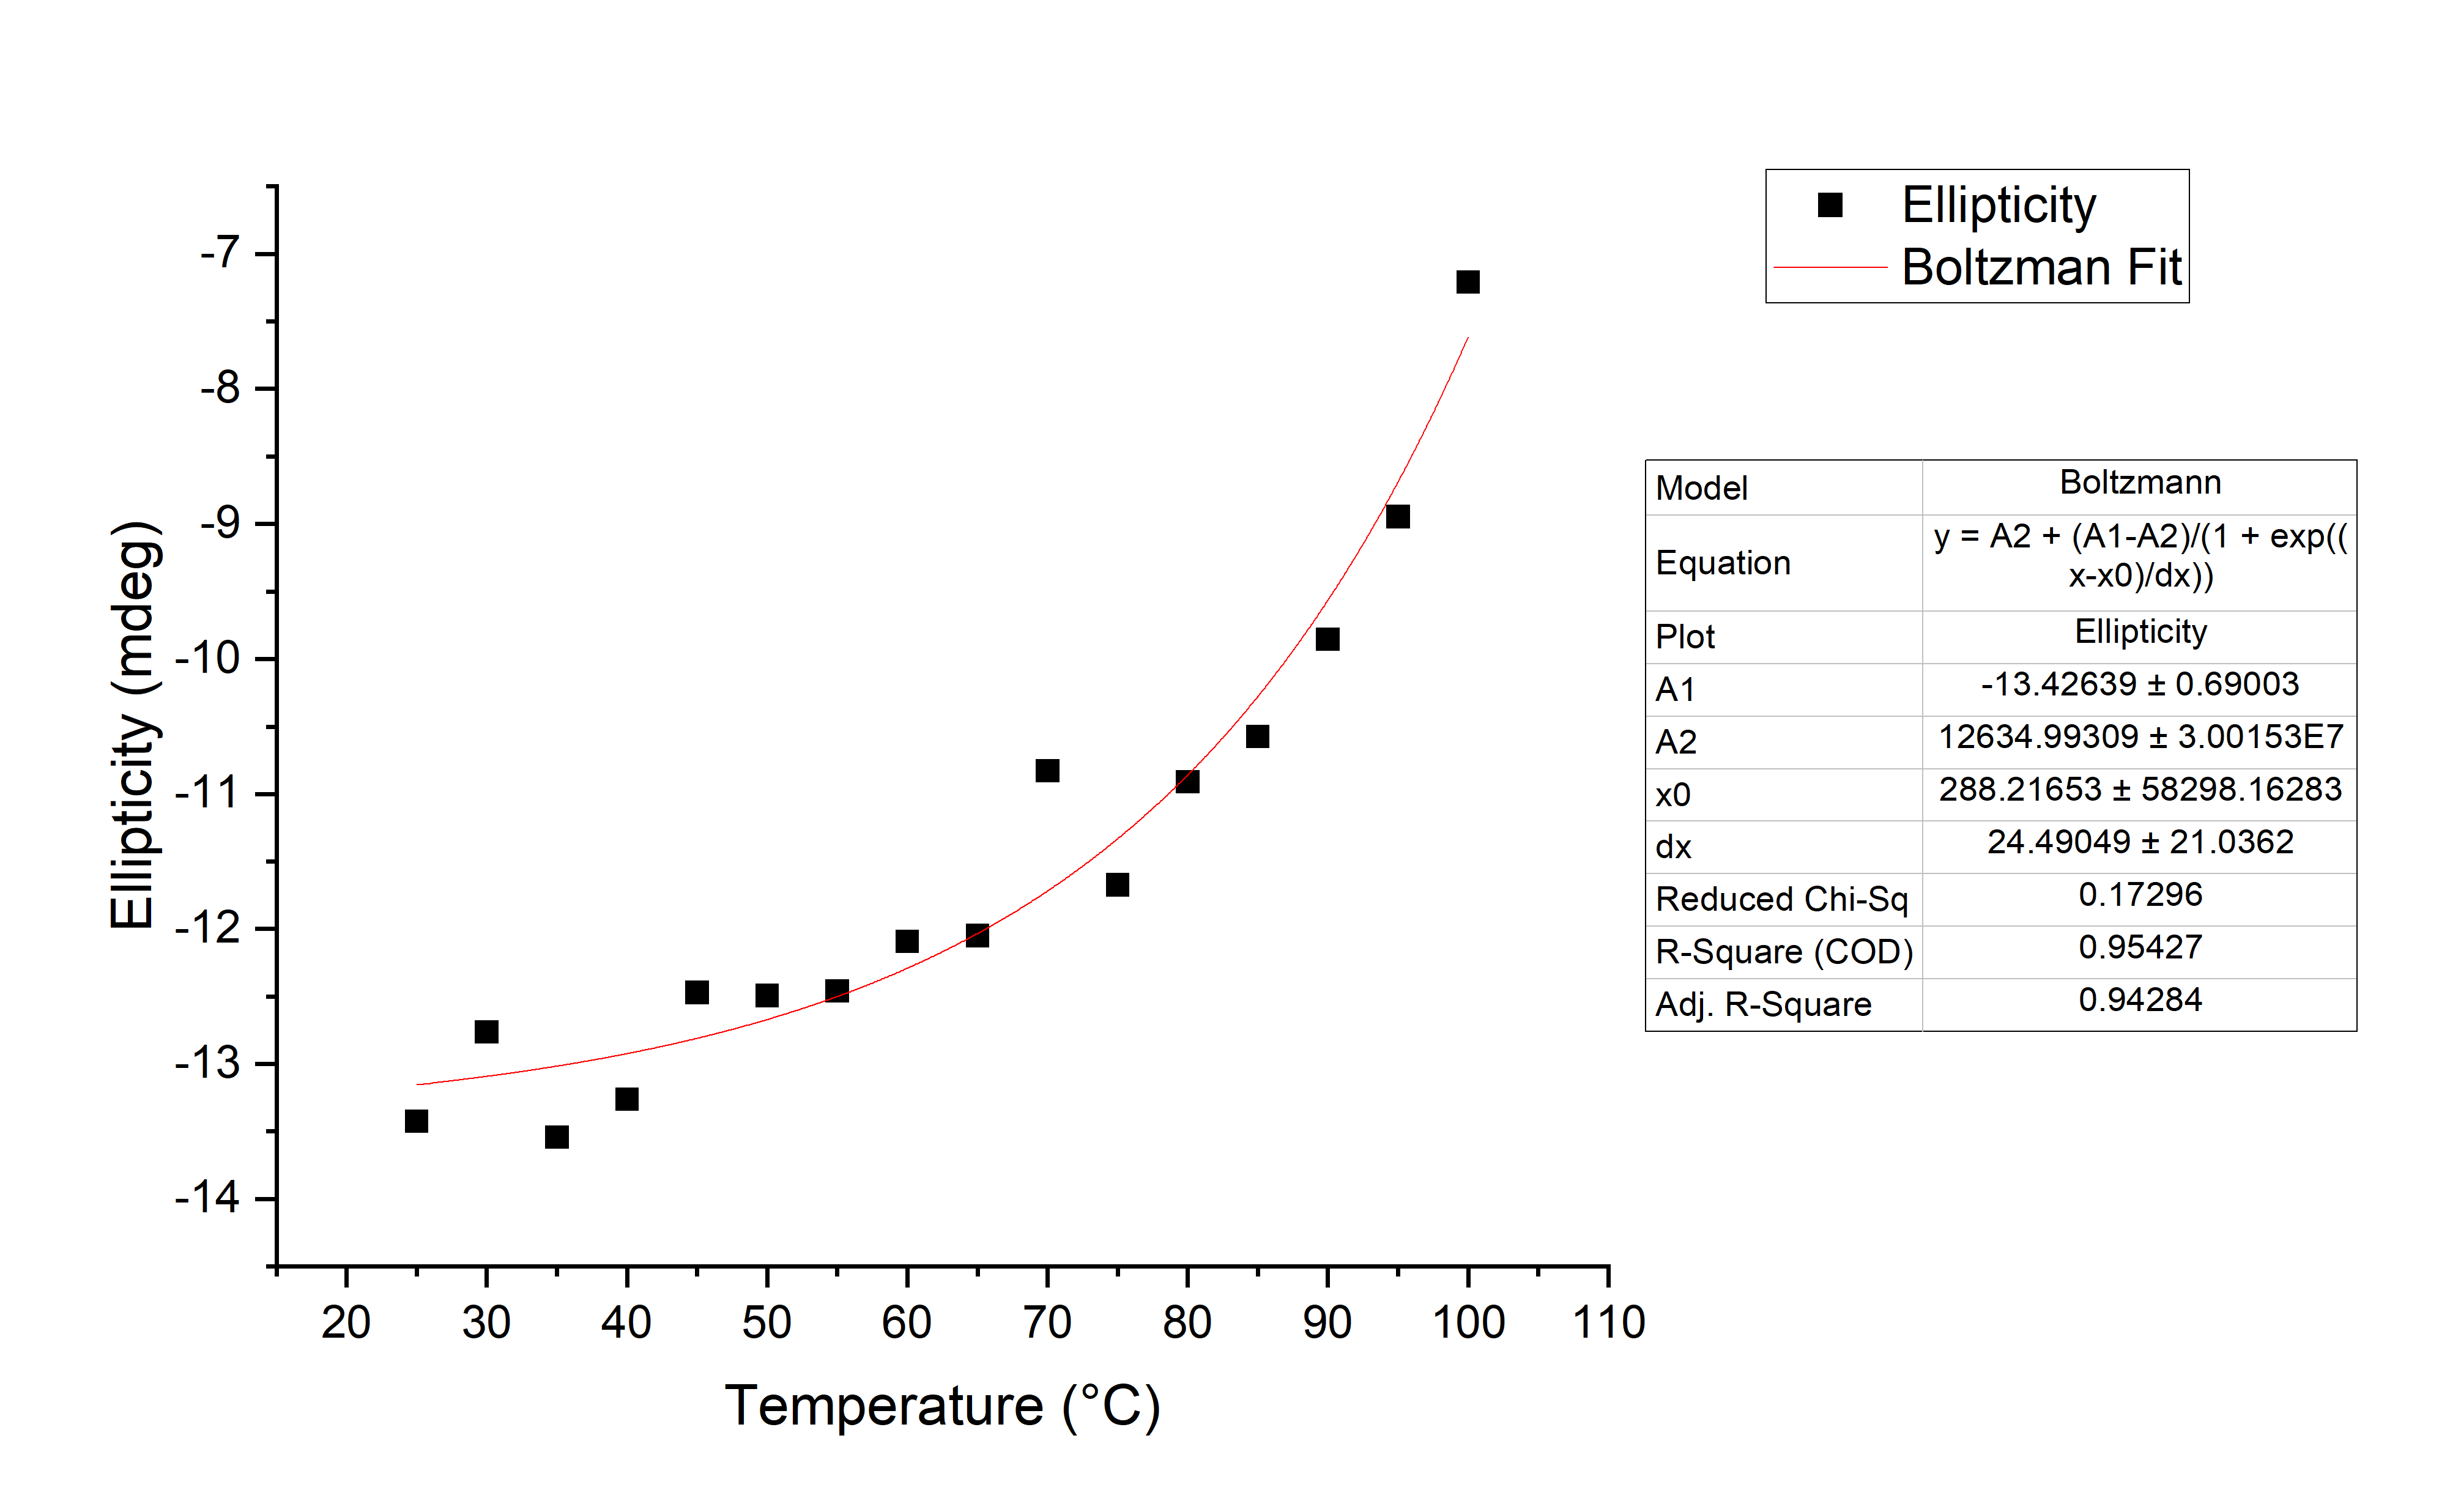 Ellipticity
Boltzman Fit
-7
-8
-9
-10
-11
-12
-13
-14
Ellipticity (mdeg)
20 30 40 50 60 70 80 90 100 110
Temperature (°C)
Model Boltzmann
Equation y = A2 + (A1-A2)/(1 + exp((
x-x0)/dx))
Plot Ellipticity
A1 -13.42639 ± 0.69003
A2 12634.99309 ± 3.00153E7
x0 288.21653 ± 58298.16283
dx 24.49049 ± 21.0362
Reduced Chi-Sq 0.17296
R-Square (COD) 0.95427
Adj. R-Square 0.94284